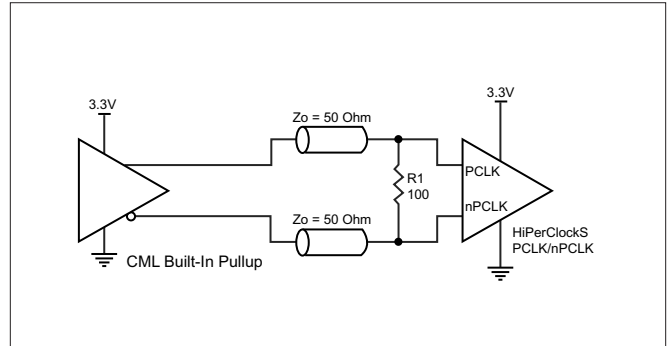 3.3V
3.3V
Zo = 50 Ohm
PCLK
R1
100
nPCLK
Zo = 50 Ohm
HiPerClockS
PCLK/nPCLK
CML Built-In Pullup